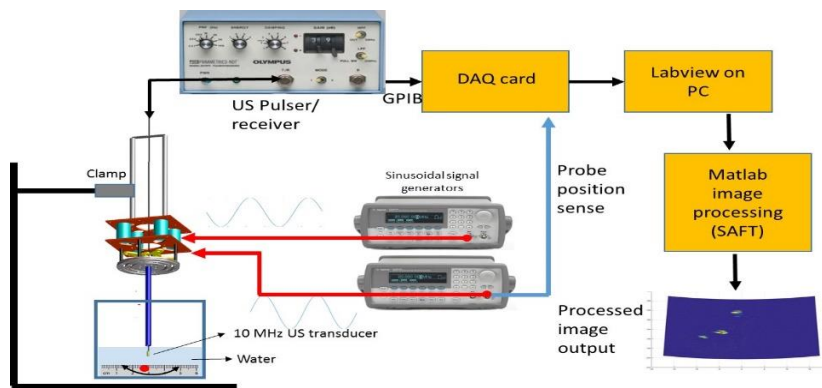 OLYMPUS
US Pulser/
receiver
GPIB
DAQ card
Labview on
PC
Clamp
Sinusoidal signal
generators
Probe
position
sense
Matlab
image
processing
(SAFT)
Processed
image
output
10 MHz US transducer
Water